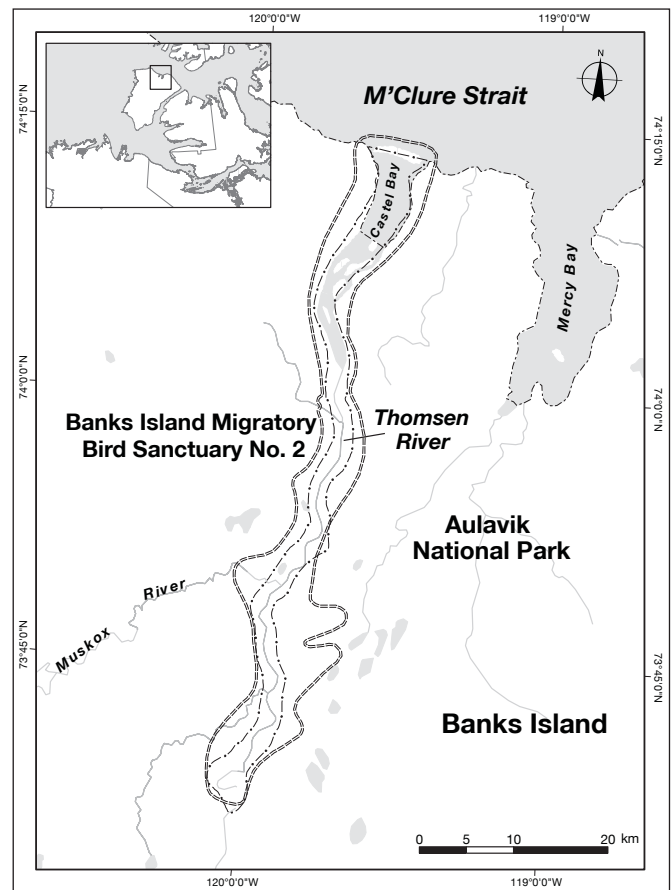 120°0'0"W
119°0'0"W
N
M'Clure Strait
74°15'0"N
74°15'0"N
Castel Bay
Mercy Bay
74°0'0"N
74°0'0"N
Banks Island Migratory
Bird Sanctuary No. 2
Thomsen
River
Aulavik
National Park
Muskox River
73°45'0"N
73°45'0"N
Banks Island
0 5 10 20 km
120°0'0"W
119°0'0"W